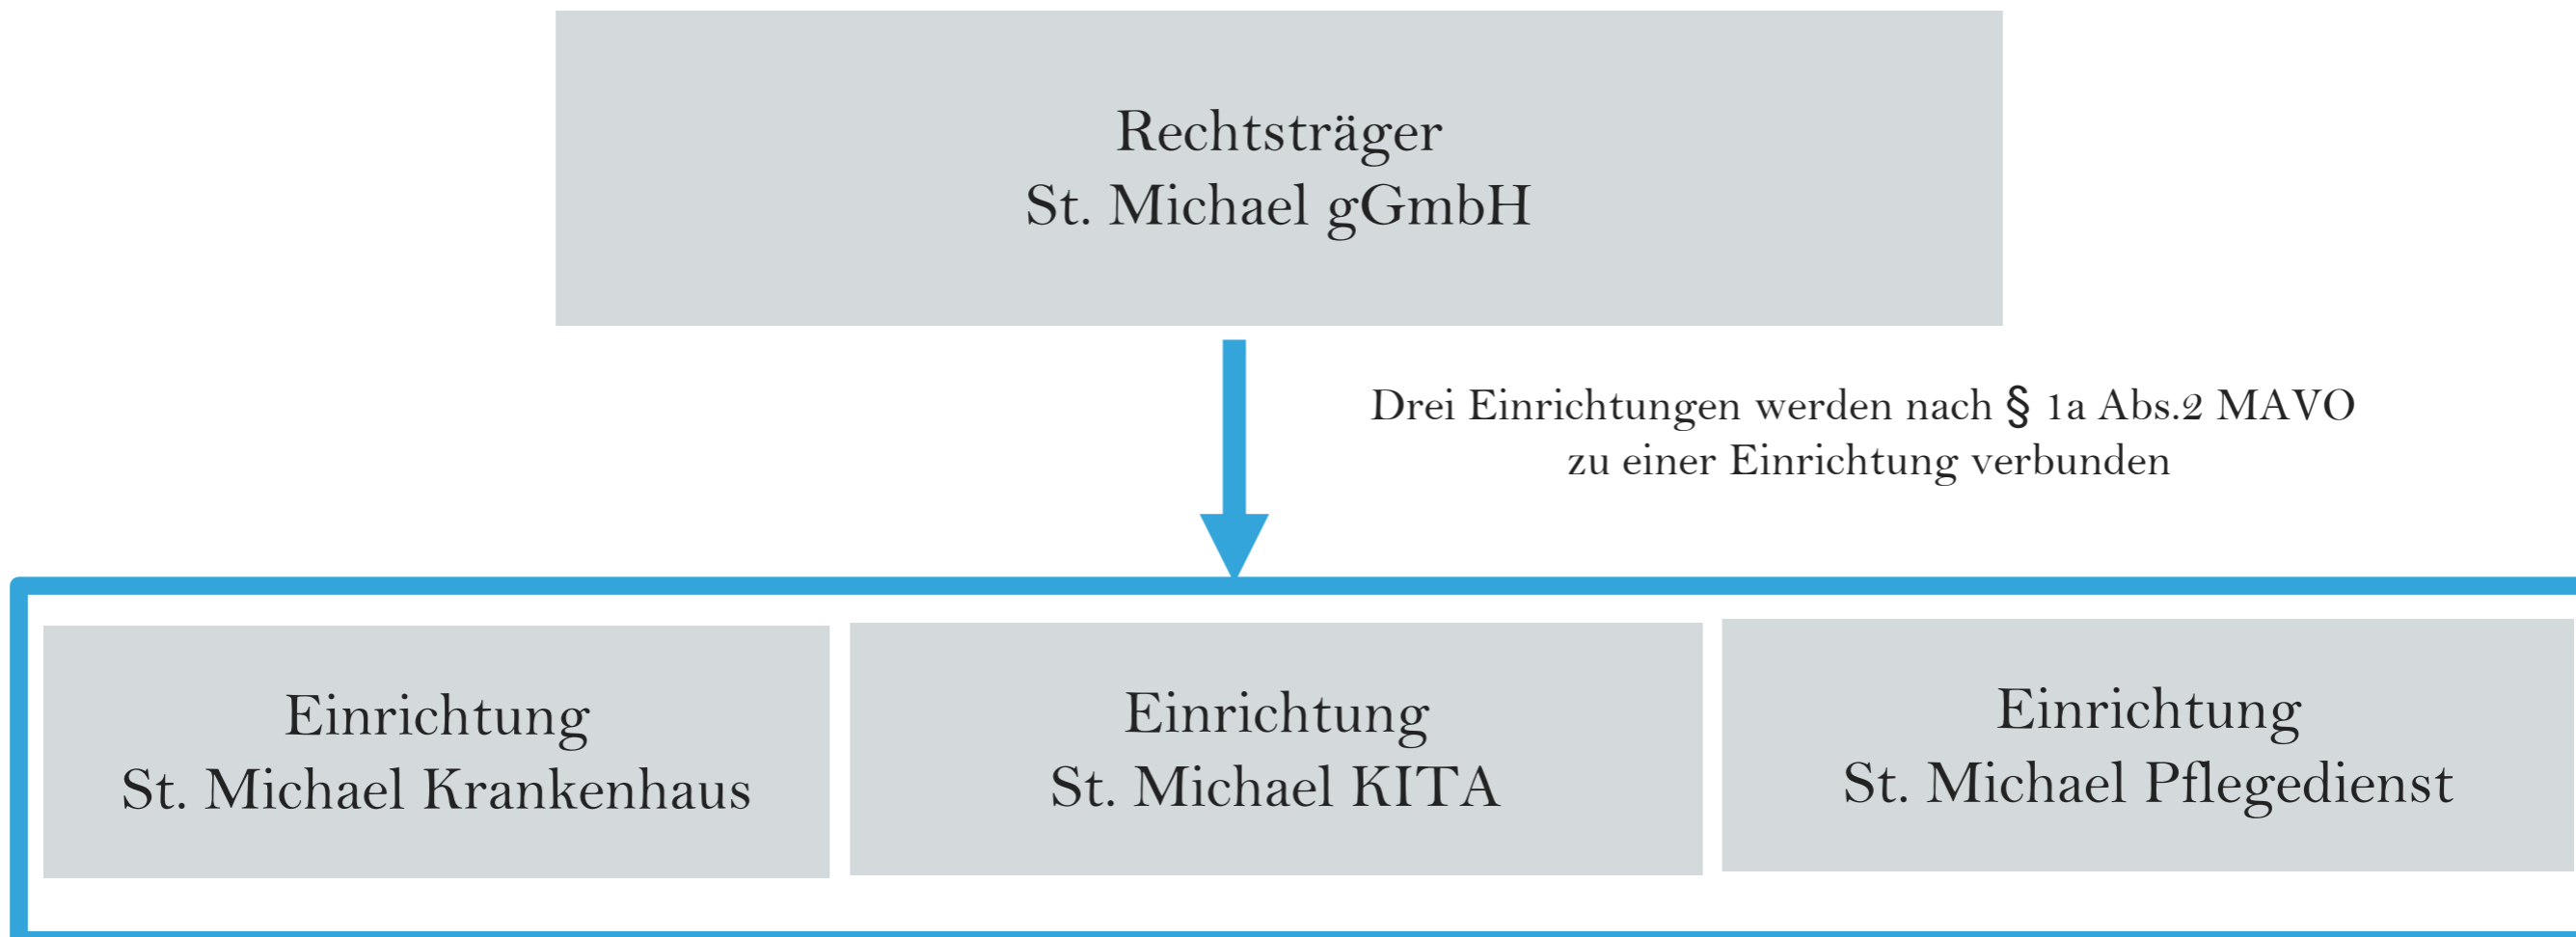 Rechtsträger
St. Michael gGmbH
Drei Einrichtungen werden nach § 1a Abs.2 MAVO
zu einer Einrichtung verbunden
Einrichtung
St. Michael Krankenhaus
Einrichtung
St. Michael KITA
Einrichtung
St. Michael Pflegedienst